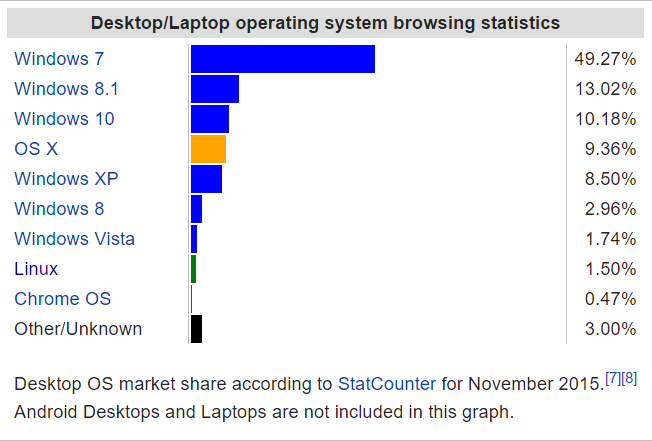 Desktop/Laptop operating system browsing statistics
Windows 7 49.27%
Windows 8.1 13.02%
Windows 10 10.18%
OS X 9.36%
Windows XP 8.50%
Windows 8 2.96%
Windows Vista 1.74%
Linux 1.50%
Chrome OS 0.47%
Other/Unknown 3.00%
Desktop OS market share according to StatCounter for November 2015.[7][8]
Android Desktops and Laptops are not included in this graph.